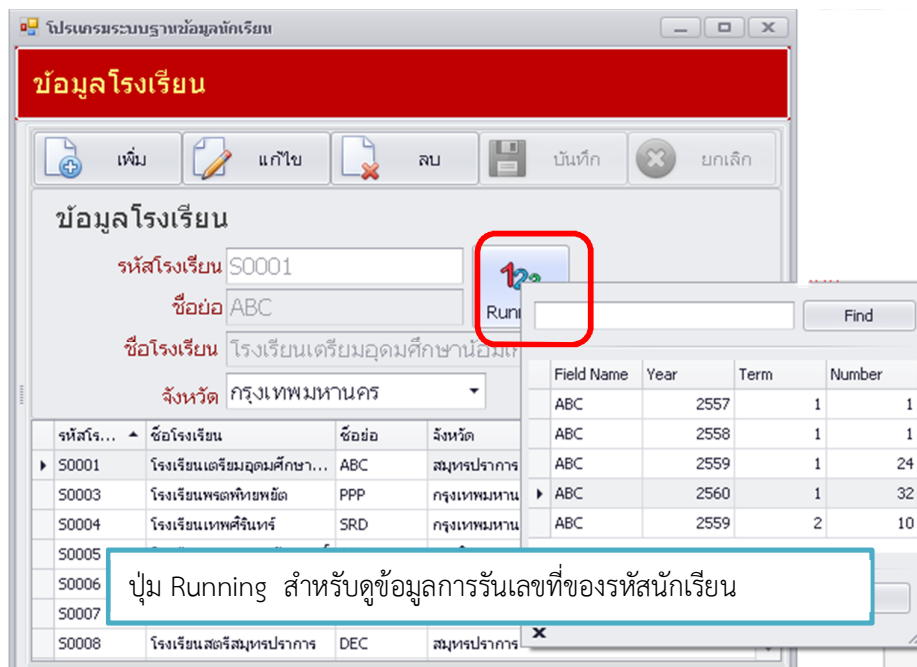 โปรแกรมระบบฐานข้อมูลนักเรียน
ข้อมูลโรงเรียน
เพิ่ม แก้ไข ลบ บันทึก ยกเลิก
ข้อมูลโรงเรียน
รหัสโรงเรียน S0001
ชื่อย่อ ABC
ชื่อโรงเรียน โรงเรียนเตรียมอุดมศึกษาน้อมเก
จังหวัด กรุงเทพมหานคร
รหัสโร... ชื่อโรงเรียน ชื่อย่อ จังหวัด
S0001 โรงเรียนเตรียมอุดมศึกษา... ABC สมุทรปราการ
S0003 โรงเรียนพรตพิทยพยัต PPP กรุงเทพมหาน
S0004 โรงเรียนเทพศิรินทร์ SRD กรุงเทพมหาน
S0005
S0006
S0007
S0008 โรงเรียนสตรีสมุทรปราการ DEC สมุทรปราการ
Find
Field Name Year Term Number
ABC 2557 1 1
ABC 2558 1 1
ABC 2559 1 24
ABC 2560 1 32
ABC 2559 2 10
ปุ่ม Running สำหรับดูข้อมูลการรันเลขที่ของรหัสนักเรียน